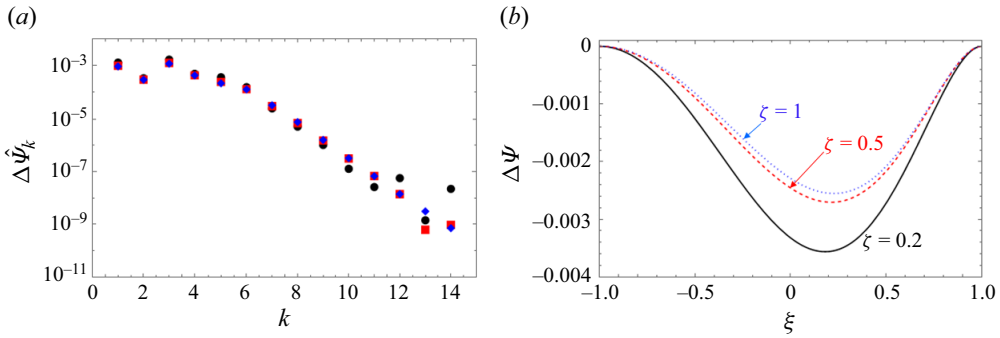 (a)
10⁻³
10⁻⁵
10⁻⁷
10⁻⁹
10⁻¹¹
ΔΨ̂ₖ
0 2 4 6 8 10 12 14
k
(b)
0
−0.001
−0.002
−0.003
−0.004
ΔΨ
ζ = 1
ζ = 0.5
ζ = 0.2
−1.0 −0.5 0 0.5 1.0
ξ